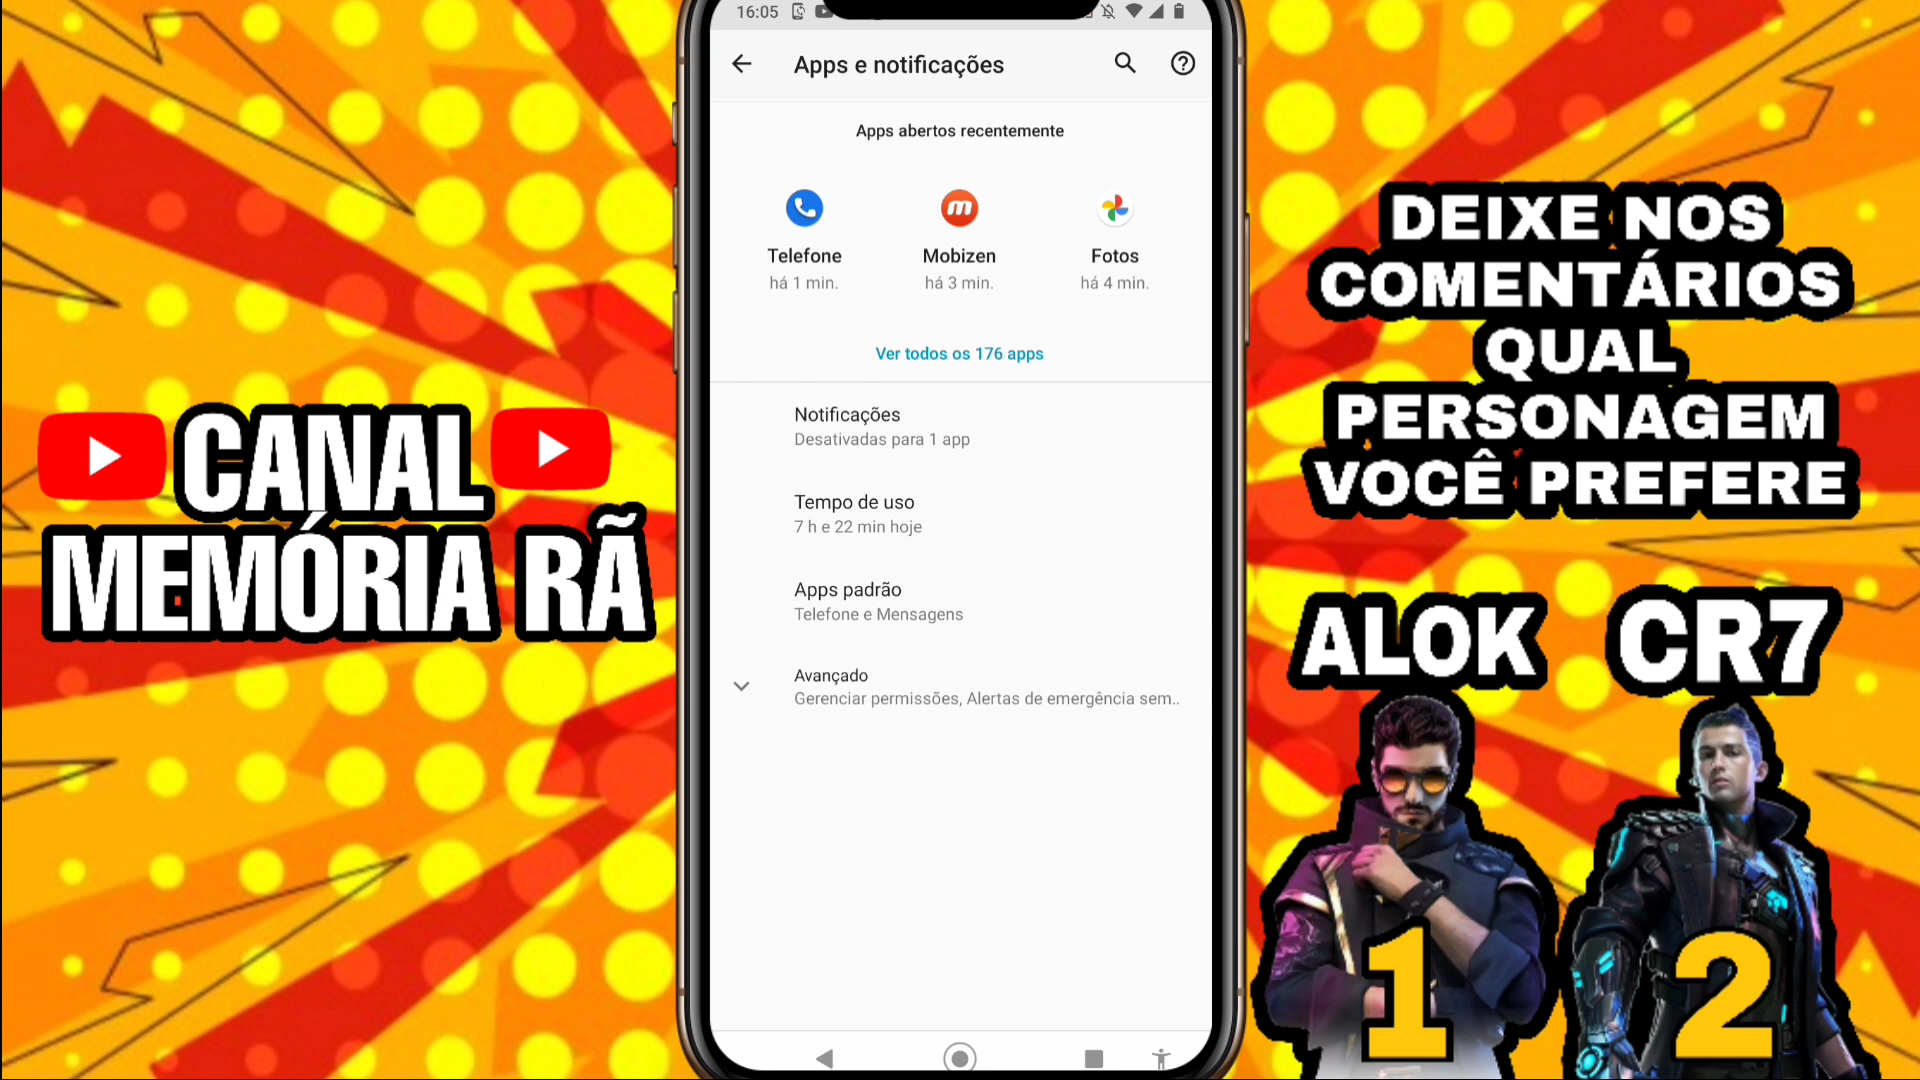 16:05
Apps e notificações
Apps abertos recentemente
Telefone
há 1 min.
Mobizen
há 3 min.
Fotos
há 4 min.
Ver todos os 176 apps
Notificações
Desativadas para 1 app
Tempo de uso
7 h e 22 min hoje
Apps padrão
Telefone e Mensagens
Avançado
Gerenciar permissões, Alertas de emergência sem..
CANAL
MEMÓRIA RÃ
DEIXE NOS
COMENTÁRIOS
QUAL
PERSONAGEM
VOCÊ PREFERE
ALOK
CR7
1
2